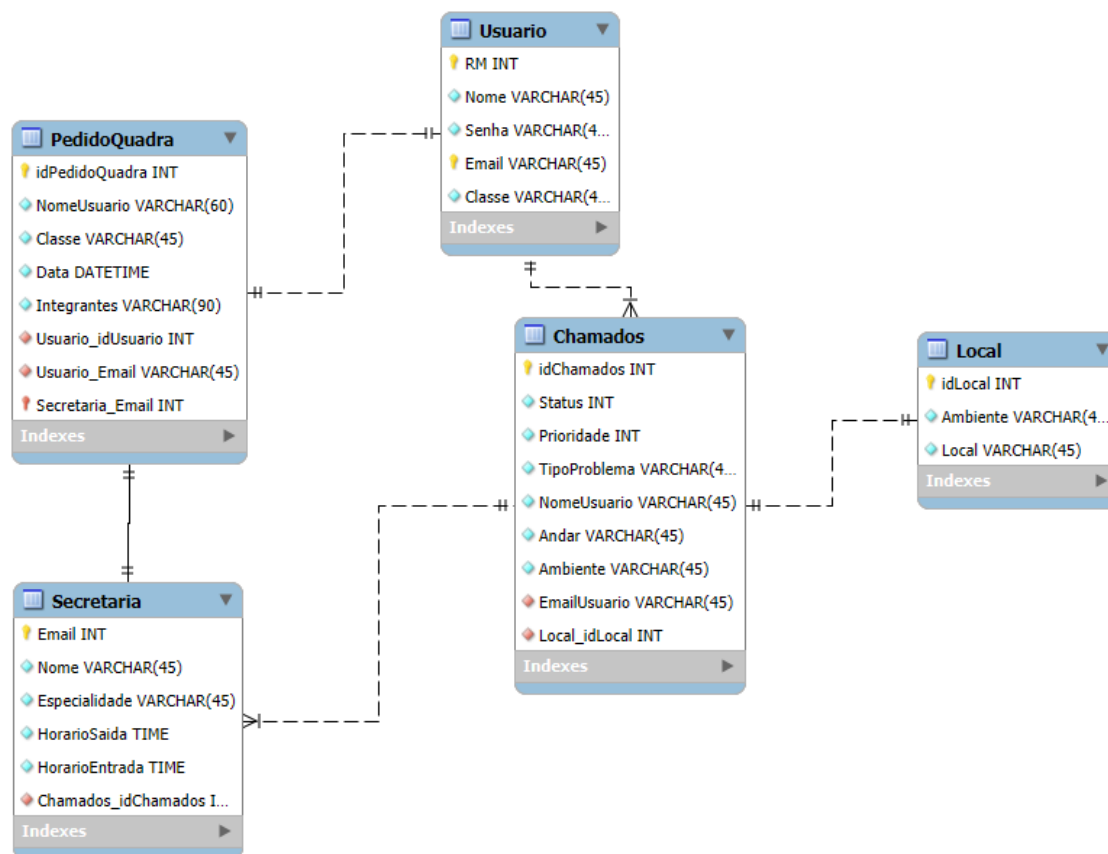 Usuario
RM INT
Nome VARCHAR(45)
Senha VARCHAR(4...
Email VARCHAR(45)
Classe VARCHAR(4...
Indexes
PedidoQuadra
idPedidoQuadra INT
NomeUsuario VARCHAR(60)
Classe VARCHAR(45)
Data DATETIME
Integrantes VARCHAR(90)
Usuario_idUsuario INT
Usuario_Email VARCHAR(45)
Secretaria_Email INT
Indexes
Chamados
idChamados INT
Status INT
Prioridade INT
TipoProblema VARCHAR(4...
NomeUsuario VARCHAR(45)
Andar VARCHAR(45)
Ambiente VARCHAR(45)
EmailUsuario VARCHAR(45)
Local_idLocal INT
Indexes
Local
idLocal INT
Ambiente VARCHAR(4...
Local VARCHAR(45)
Indexes
Secretaria
Email INT
Nome VARCHAR(45)
Especialidade VARCHAR(45)
HorarioSaida TIME
HorarioEntrada TIME
Chamados_idChamados I...
Indexes